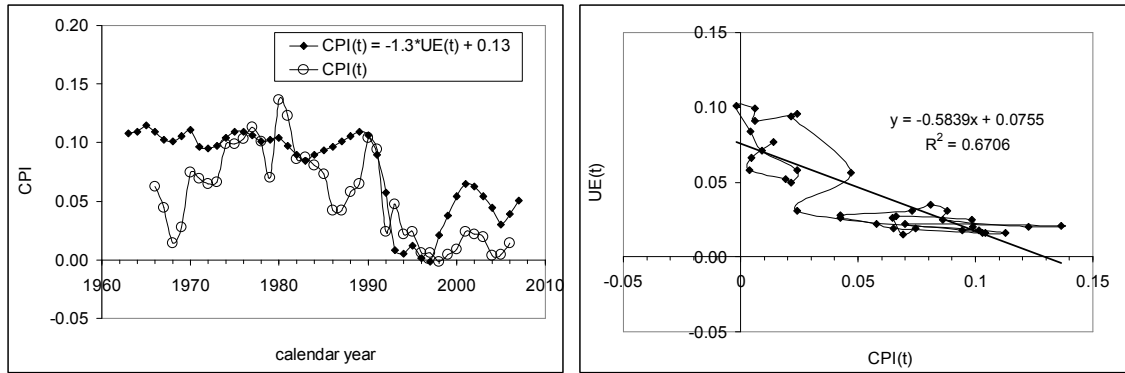 0.20
0.15
0.10
0.05
0.00
-0.05
CPI
CPI(t) = -1.3*UE(t) + 0.13
CPI(t)
1960 1970 1980 1990 2000 2010
calendar year
0.15
0.10
0.05
0.00
-0.05
UE(t)
y = -0.5839x + 0.0755
R² = 0.6706
-0.05 0 0.05 0.1 0.15
CPI(t)